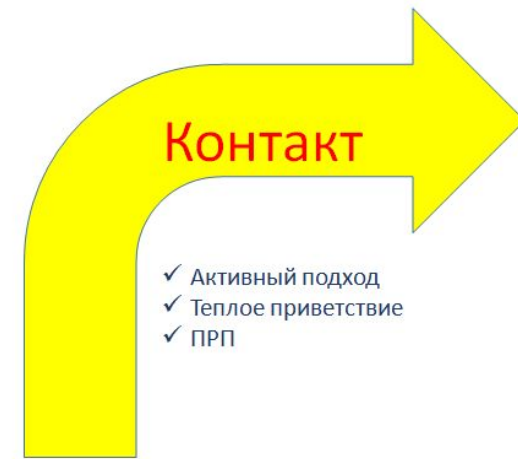 Контакт
✓ Активный подход
✓ Теплое приветствие
✓ ПРП